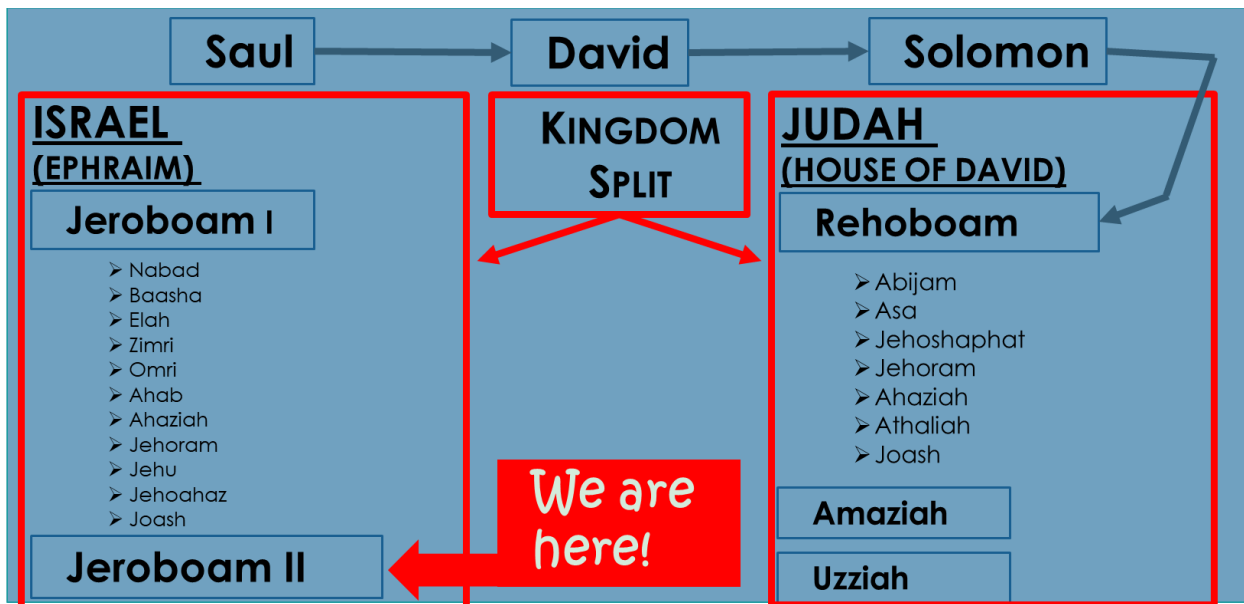 Saul
David
Solomon
ISRAEL
(EPHRAIM)
Jeroboam I
➢ Nabad
➢ Baasha
➢ Elah
➢ Zimri
➢ Omri
➢ Ahab
➢ Ahaziah
➢ Jehoram
➢ Jehu
➢ Jehoahaz
➢ Joash
Jeroboam II
KINGDOM
SPLIT
We are
here!
JUDAH
(HOUSE OF DAVID)
Rehoboam
➢ Abijam
➢ Asa
➢ Jehoshaphat
➢ Jehoram
➢ Ahaziah
➢ Athaliah
➢ Joash
Amaziah
Uzziah